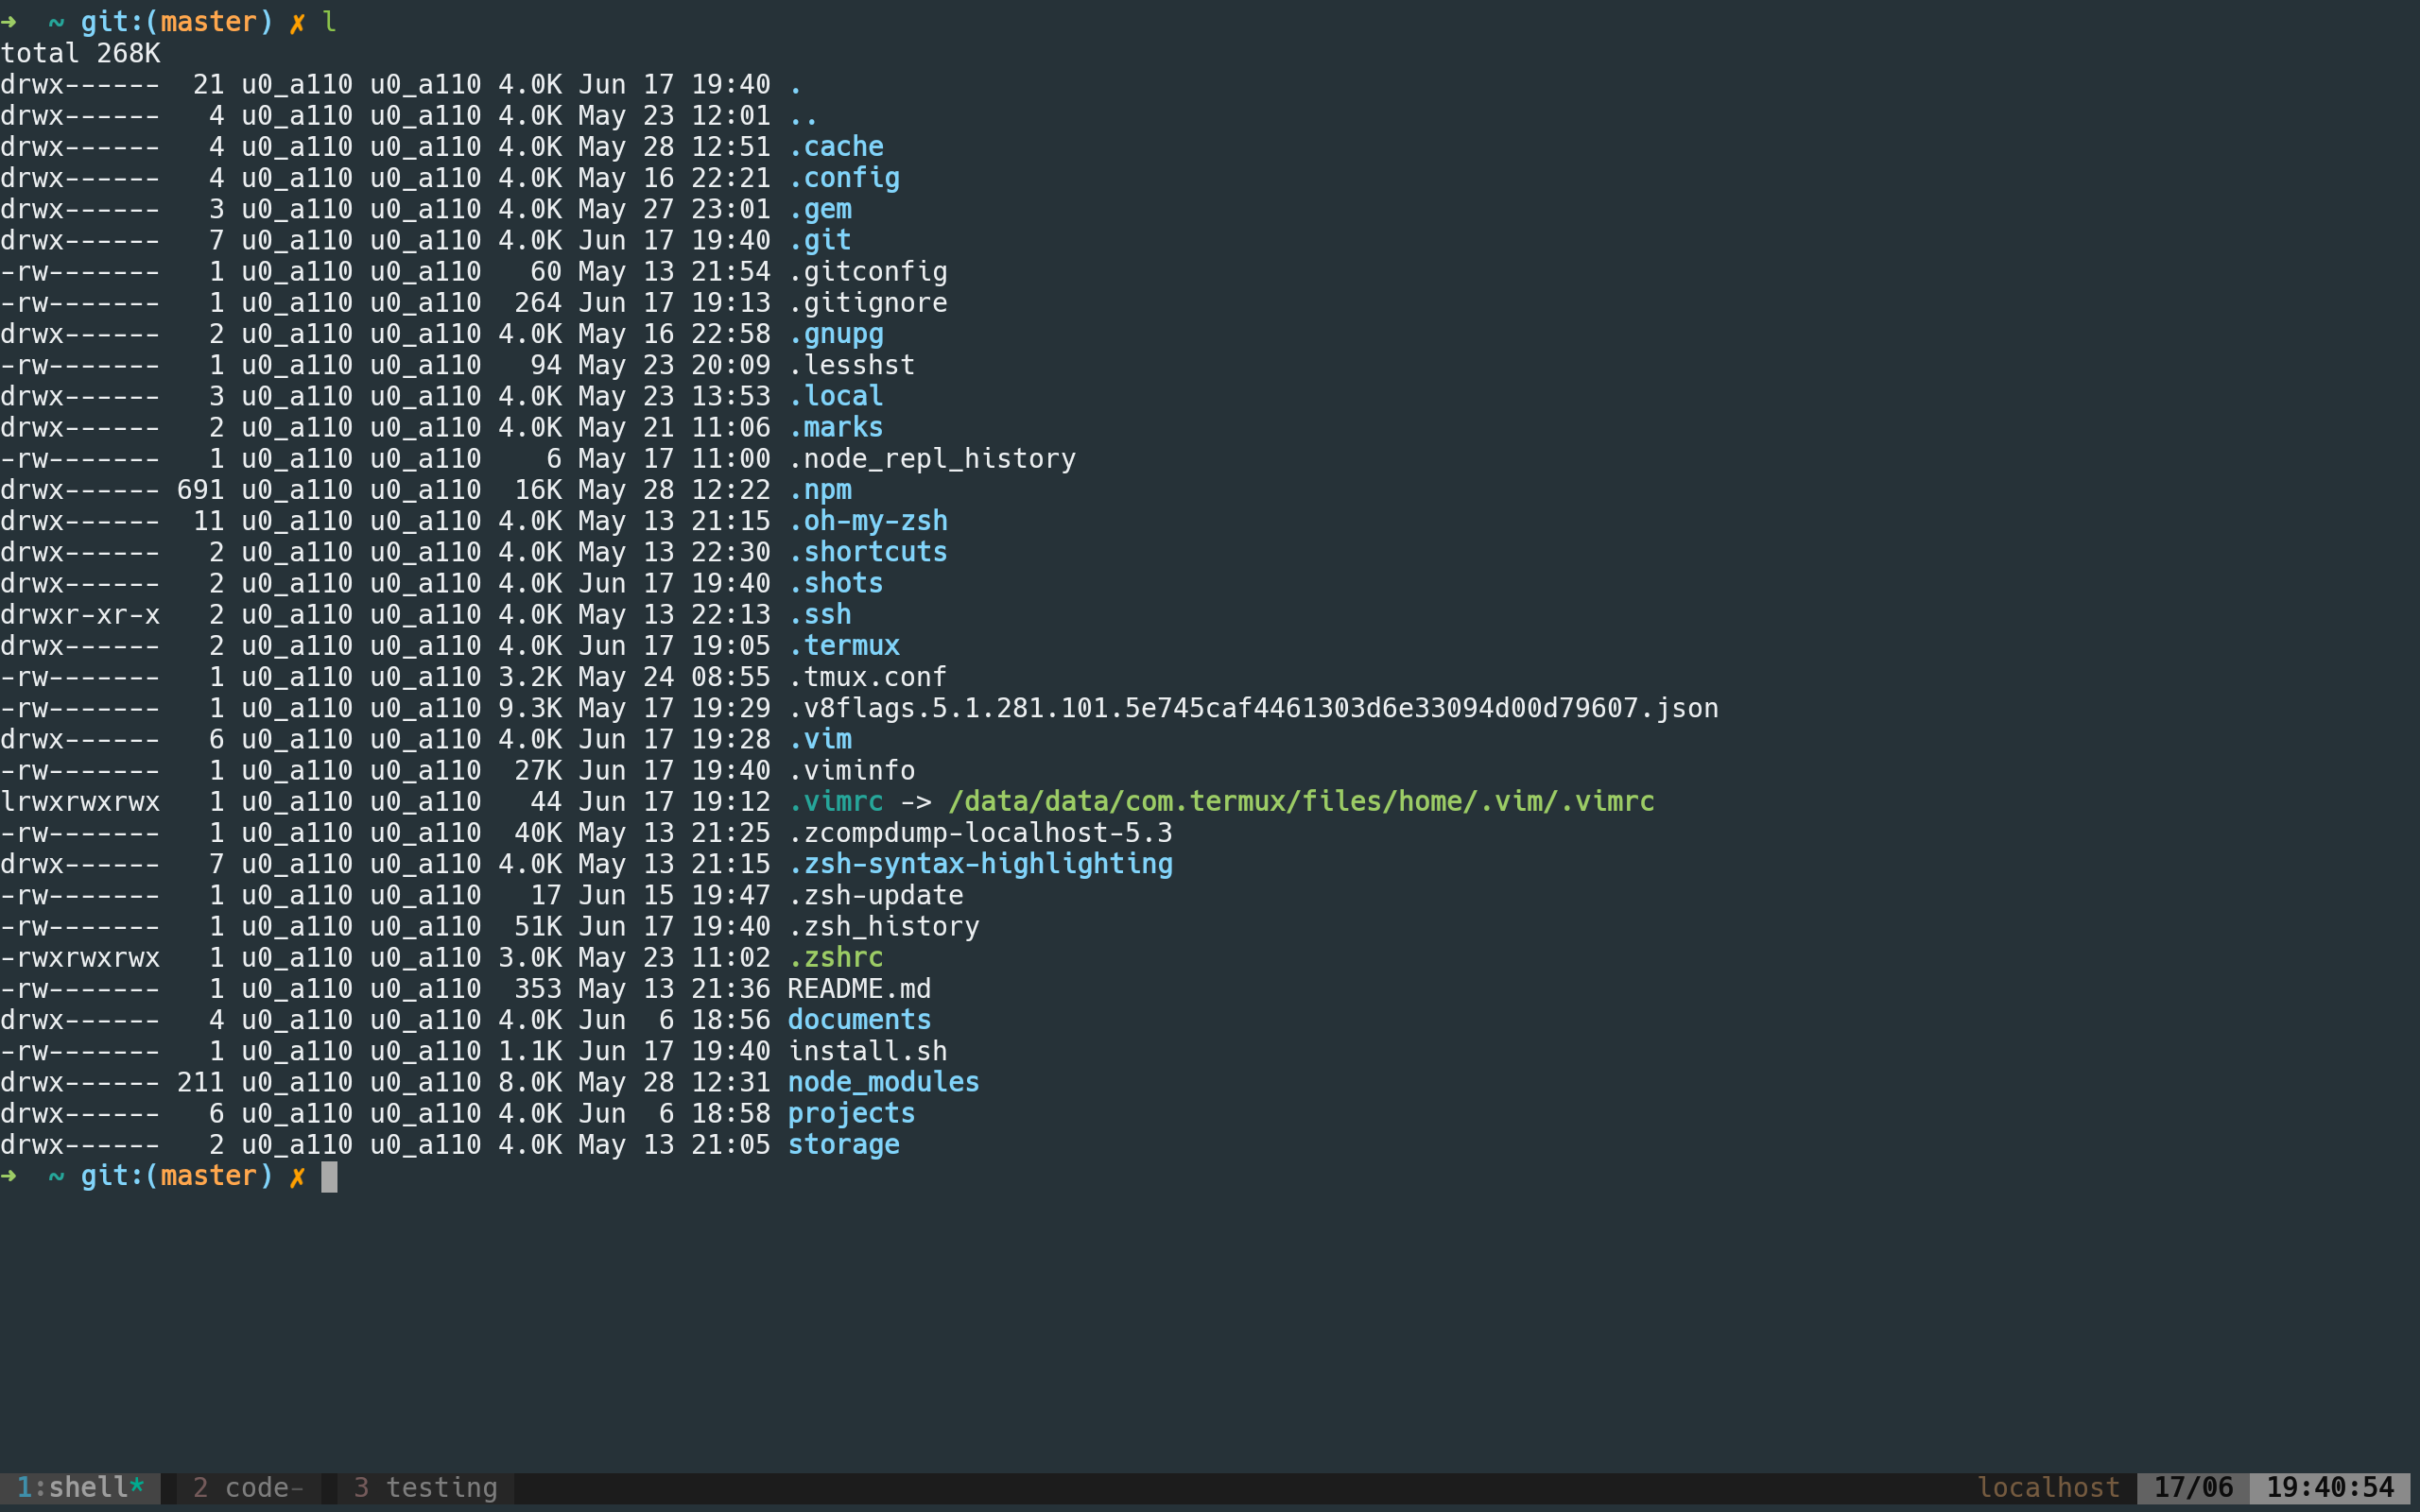 ➜  ~ git:(master) ✗ l
total 268K
drwx------  21 u0_a110 u0_a110 4.0K Jun 17 19:40 .
drwx------   4 u0_a110 u0_a110 4.0K May 23 12:01 ..
drwx------   4 u0_a110 u0_a110 4.0K May 28 12:51 .cache
drwx------   4 u0_a110 u0_a110 4.0K May 16 22:21 .config
drwx------   3 u0_a110 u0_a110 4.0K May 27 23:01 .gem
drwx------   7 u0_a110 u0_a110 4.0K Jun 17 19:40 .git
-rw-------   1 u0_a110 u0_a110   60 May 13 21:54 .gitconfig
-rw-------   1 u0_a110 u0_a110  264 Jun 17 19:13 .gitignore
drwx------   2 u0_a110 u0_a110 4.0K May 16 22:58 .gnupg
-rw-------   1 u0_a110 u0_a110   94 May 23 20:09 .lesshst
drwx------   3 u0_a110 u0_a110 4.0K May 23 13:53 .local
drwx------   2 u0_a110 u0_a110 4.0K May 21 11:06 .marks
-rw-------   1 u0_a110 u0_a110    6 May 17 11:00 .node_repl_history
drwx------ 691 u0_a110 u0_a110  16K May 28 12:22 .npm
drwx------  11 u0_a110 u0_a110 4.0K May 13 21:15 .oh-my-zsh
drwx------   2 u0_a110 u0_a110 4.0K May 13 22:30 .shortcuts
drwx------   2 u0_a110 u0_a110 4.0K Jun 17 19:40 .shots
drwxr-xr-x   2 u0_a110 u0_a110 4.0K May 13 22:13 .ssh
drwx------   2 u0_a110 u0_a110 4.0K Jun 17 19:05 .termux
-rw-------   1 u0_a110 u0_a110 3.2K May 24 08:55 .tmux.conf
-rw-------   1 u0_a110 u0_a110 9.3K May 17 19:29 .v8flags.5.1.281.101.5e745caf4461303d6e33094d00d79607.json
drwx------   6 u0_a110 u0_a110 4.0K Jun 17 19:28 .vim
-rw-------   1 u0_a110 u0_a110  27K Jun 17 19:40 .viminfo
lrwxrwxrwx   1 u0_a110 u0_a110   44 Jun 17 19:12 .vimrc -> /data/data/com.termux/files/home/.vim/.vimrc
-rw-------   1 u0_a110 u0_a110  40K May 13 21:25 .zcompdump-localhost-5.3
drwx------   7 u0_a110 u0_a110 4.0K May 13 21:15 .zsh-syntax-highlighting
-rw-------   1 u0_a110 u0_a110   17 Jun 15 19:47 .zsh-update
-rw-------   1 u0_a110 u0_a110  51K Jun 17 19:40 .zsh_history
-rwxrwxrwx   1 u0_a110 u0_a110 3.0K May 23 11:02 .zshrc
-rw-------   1 u0_a110 u0_a110  353 May 13 21:36 README.md
drwx------   4 u0_a110 u0_a110 4.0K Jun  6 18:56 documents
-rw-------   1 u0_a110 u0_a110 1.1K Jun 17 19:40 install.sh
drwx------ 211 u0_a110 u0_a110 8.0K May 28 12:31 node_modules
drwx------   6 u0_a110 u0_a110 4.0K Jun  6 18:58 projects
drwx------   2 u0_a110 u0_a110 4.0K May 13 21:05 storage
➜  ~ git:(master) ✗
1:shell*  2 code-  3 testing localhost 17/06 19:40:54